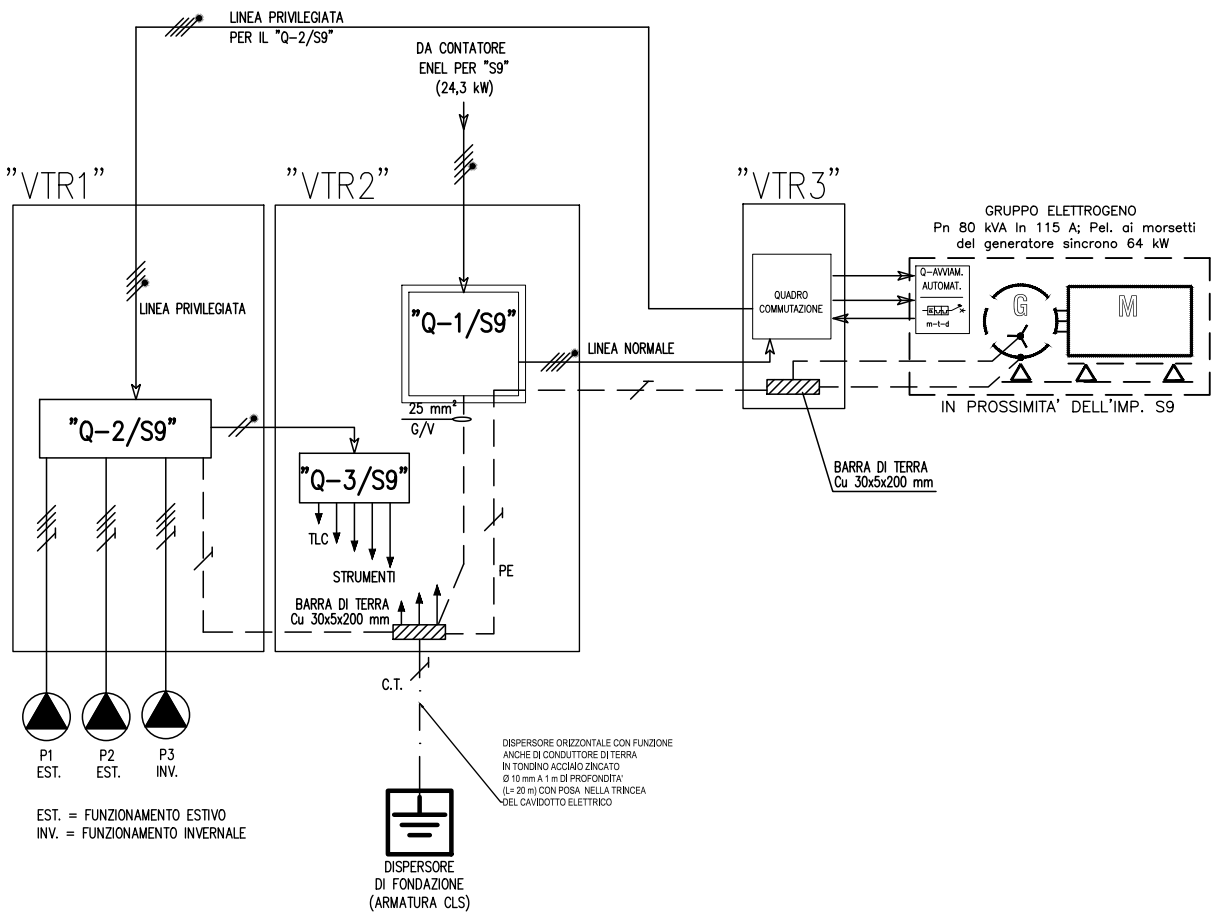 LINEA PRIVILEGIATA
PER IL "Q-2/S9"
DA CONTATORE
ENEL PER "S9"
(24,3 kW)
"VTR1"
"VTR2"
"VTR3"
GRUPPO ELETTROGENO
Pn 80 kVA In 115 A; Pel. ai morsetti
del generatore sincrono 64 kW
LINEA PRIVILEGIATA
"Q-1/S9"
QUADRO
COMMUTAZIONE
Q-AVVIAM.
AUTOMAT.
m-t-d
G
M
LINEA NORMALE
25 mm²
G/V
IN PROSSIMITA' DELL'IMP. S9
"Q-2/S9"
"Q-3/S9"
BARRA DI TERRA
Cu 30x5x200 mm
TLC
STRUMENTI
PE
BARRA DI TERRA
Cu 30x5x200 mm
C.T.
P1
EST.
P2
EST.
P3
INV.
DISPERSORE ORIZZONTALE CON FUNZIONE
ANCHE DI CONDUTTORE DI TERRA
IN TONDINO ACCIAIO ZINCATO
Ø 10 mm A 1 m DI PROFONDITA'
(L= 20 m) CON POSA NELLA TRINCEA
DEL CAVIDOTTO ELETTRICO
EST. = FUNZIONAMENTO ESTIVO
INV. = FUNZIONAMENTO INVERNALE
DISPERSORE
DI FONDAZIONE
(ARMATURA CLS)